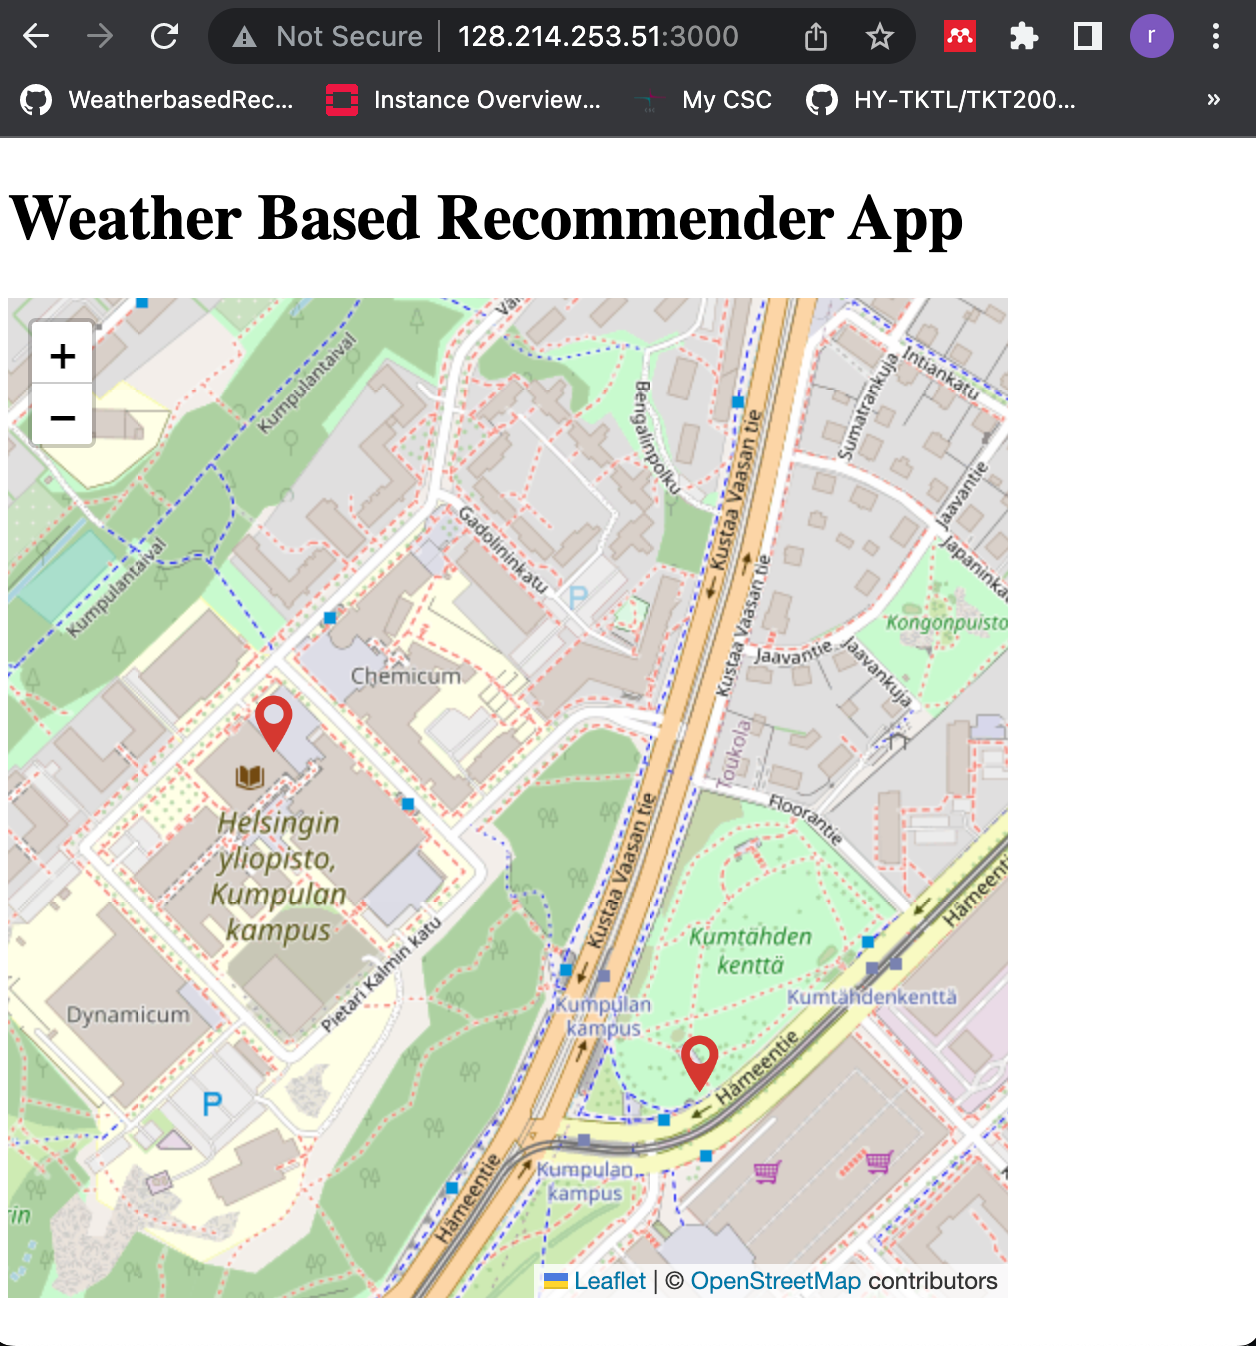 Not Secure | 128.214.253.51:3000
r
WeatherbasedRec... Instance Overview... My CSC HY-TKTL/TKT200... »
Weather Based Recommender App
+
−
Kumpulantaival
Bengalinpolku
Kustaa Vaasan tie
Sumatrankuja
Intiankatu
Jaavantie
Kumpulantaival
Gadolininkatu
P
Kustaa Vaasan tie
Kongonpuisto
Jaavantie
Jaavankuja
Chemicum
Toukola
Floorantie
Helsingin
yliopisto,
Kumpulan
kampus
Kustaa Vaasan tie
Pietari Kalmin katu
Kumtähden
kenttä
Kumtähdenkenttä
Kumpulan
kampus
Dynamicum
P
Hämeentie
Kumpulan
kampus
Hämeentie
Leaflet | © OpenStreetMap contributors